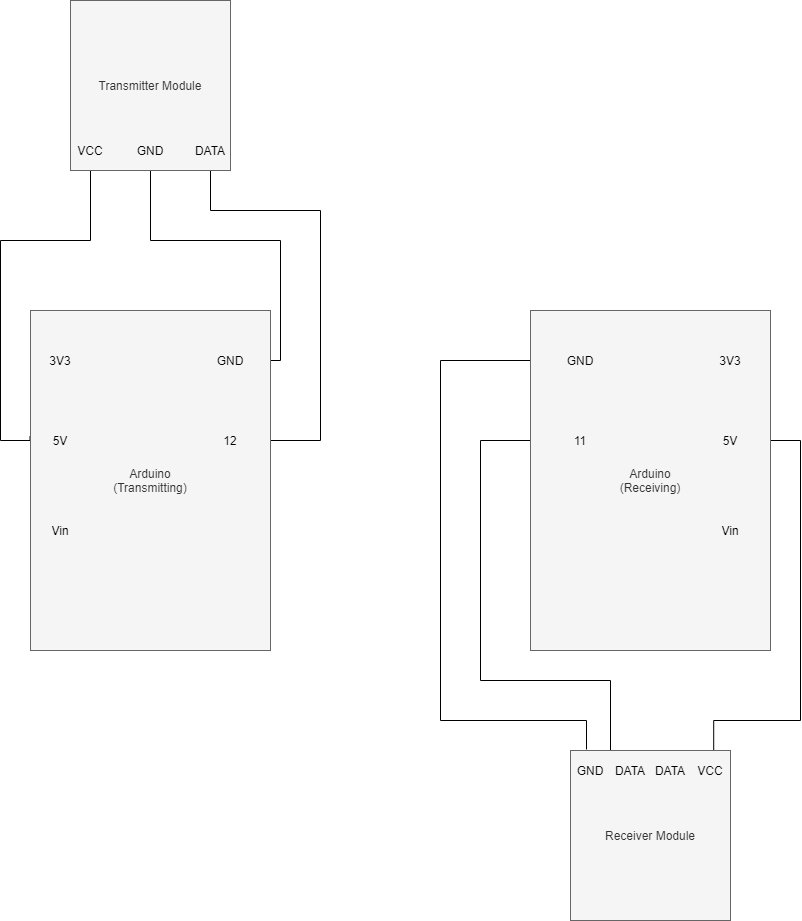 Transmitter Module
VCC GND DATA
3V3 GND
5V 12
Arduino
(Transmitting)
Vin
GND 3V3
11 5V
Arduino
(Receiving)
Vin
GND DATA DATA VCC
Receiver Module